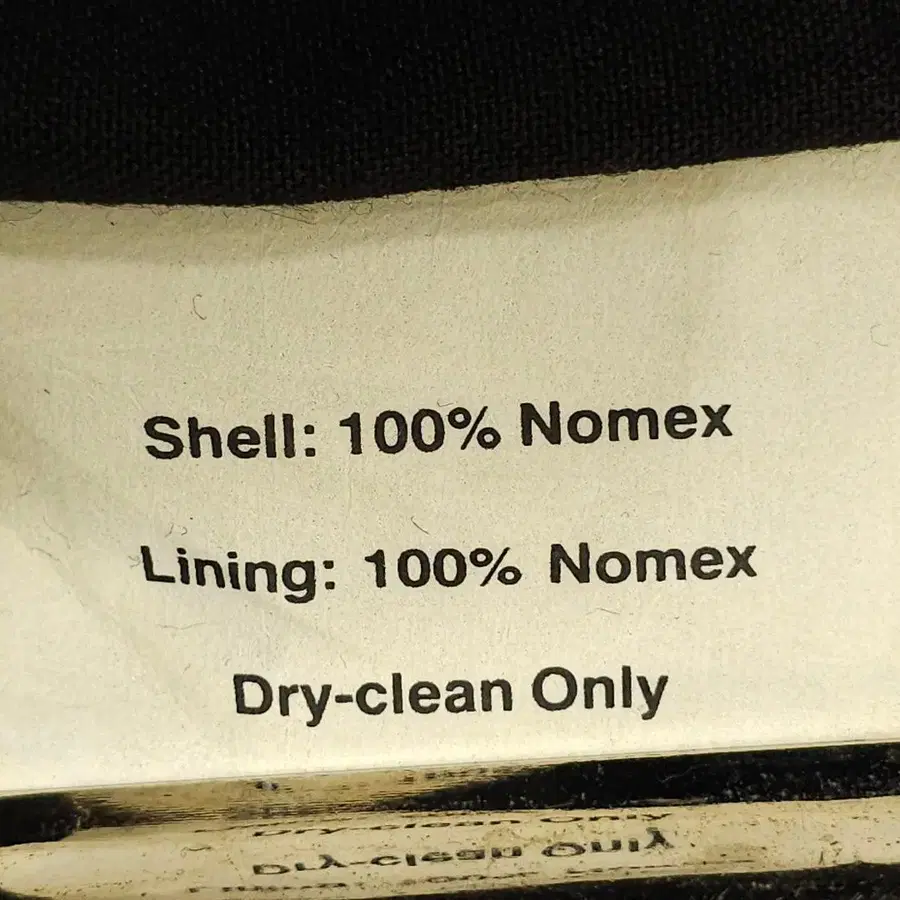 Shell: 100% Nomex
Lining: 100% Nomex
Dry-clean Only